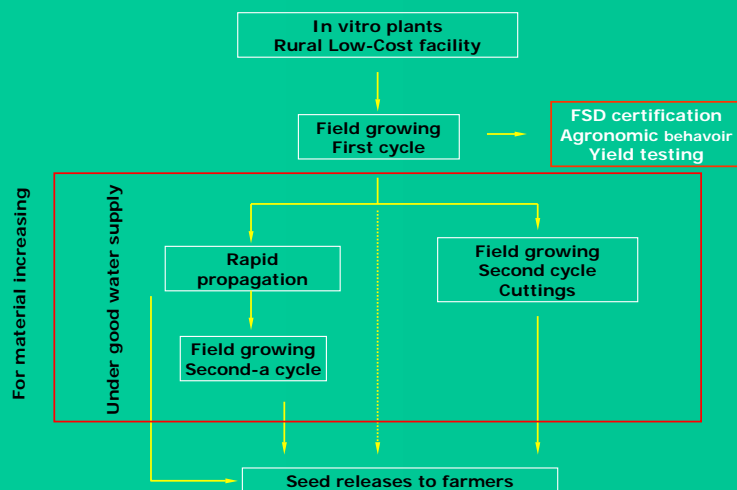 In vitro plants
Rural Low-Cost facility
Field growing
First cycle
FSD certification
Agronomic behavoir
Yield testing
For material increasing
Under good water supply
Rapid
propagation
Field growing
Second cycle
Cuttings
Field growing
Second-a cycle
Seed releases to farmers